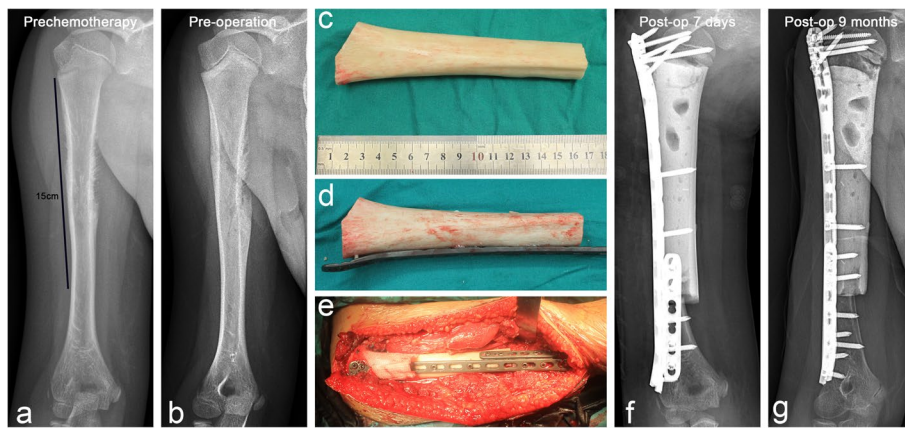 Prechemotherapy
15cm
a
Pre-operation
b
c
1 2 3 4 5 6 7 8 9 10 11 12 13 14 15 16 17 18
d
e
Post-op 7 days
f
Post-op 9 months
g